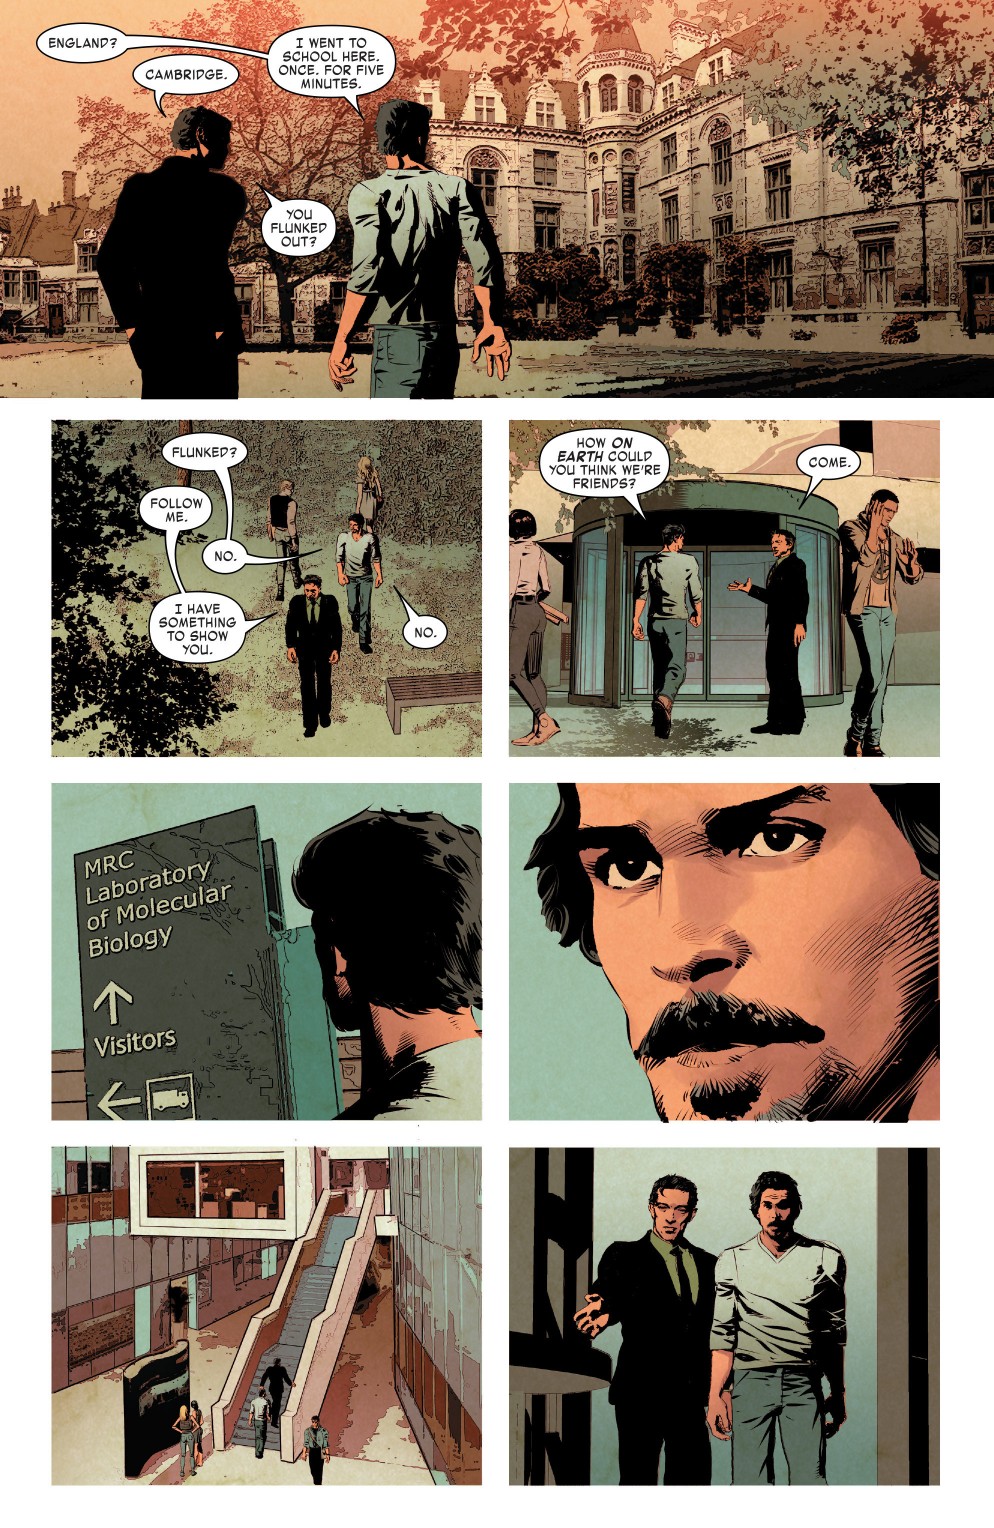 ENGLAND?
CAMBRIDGE.
I WENT TO
SCHOOL HERE.
ONCE. FOR FIVE
MINUTES.
YOU
FLUNKED
OUT?
FLUNKED?
NO.
FOLLOW
ME.
I HAVE
SOMETHING
TO SHOW
YOU.
NO.
HOW ON
EARTH COULD
YOU THINK WE'RE
FRIENDS?
COME.
MRC
Laboratory
of Molecular
Biology
Visitors